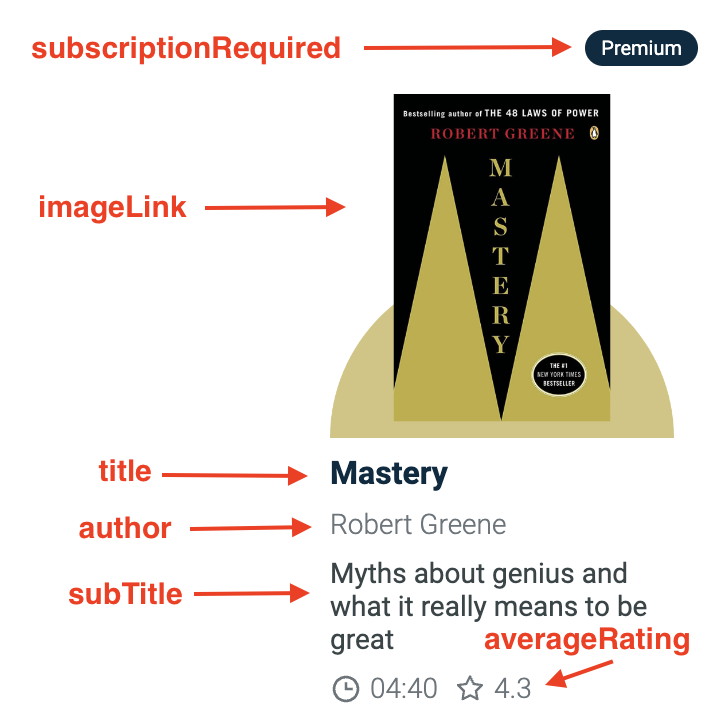 subscriptionRequired
Premium
Bestselling author of THE 48 LAWS OF POWER
ROBERT GREENE
imageLink
MASTERY
THE #1
NEW YORK TIMES
BESTSELLER
title
Mastery
author
Robert Greene
subTitle
Myths about genius and
what it really means to be
great
averageRating
04:40
4.3